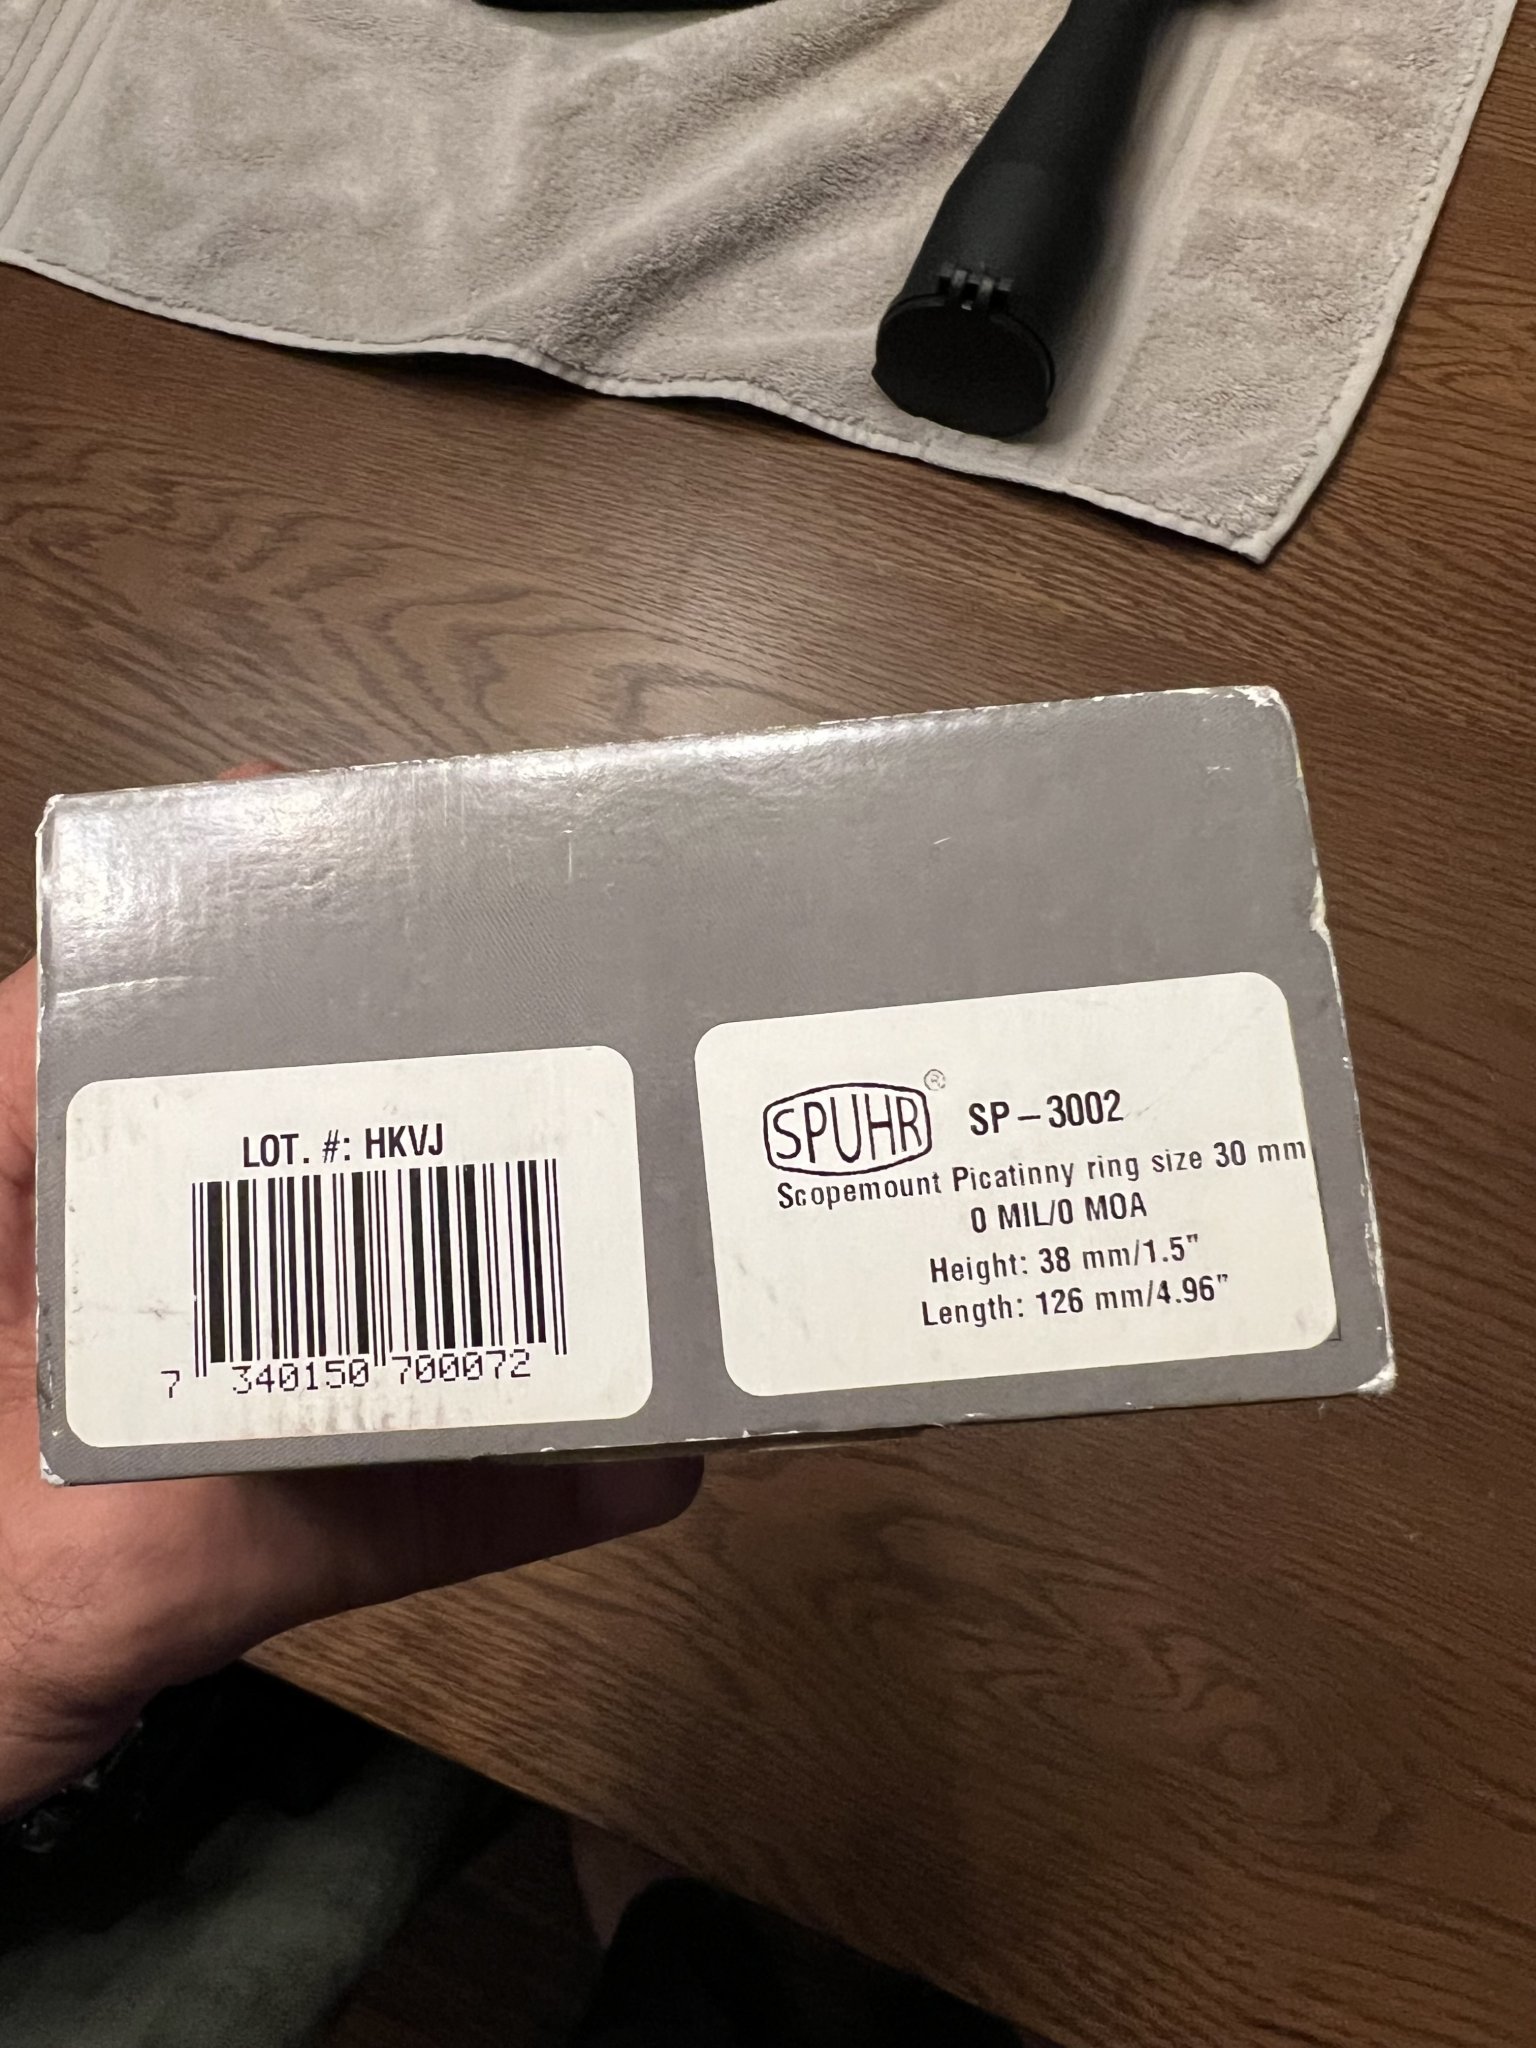 LOT. #: HKVJ
7 340150 700072
SPUHR® SP-3002
Scopemount Picatinny ring size 30 mm
0 MIL/0 MOA
Height: 38 mm/1.5"
Length: 126 mm/4.96"